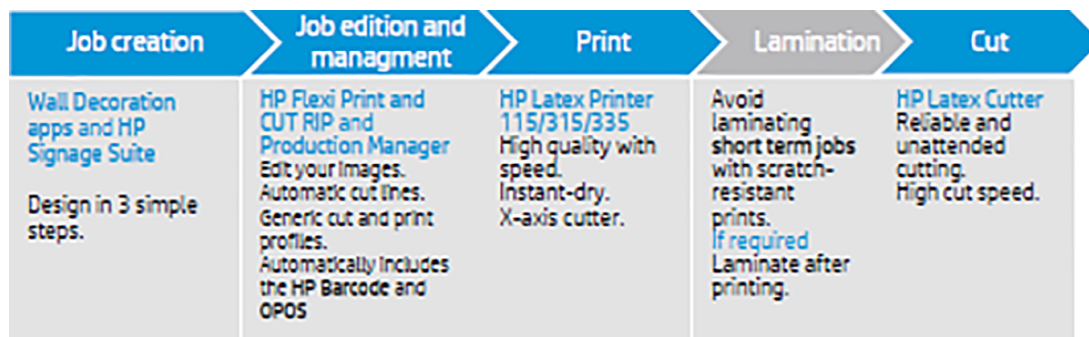 Job creation
Job edition and
managment
Print
Lamination
Cut
Wall Decoration
apps and HP
Signage Suite
Design in 3 simple
steps.
HP Flexi Print and
CUT RIP and
Production Manager
Edit your images.
Automatic cut lines.
Generic cut and print
profiles.
Automatically includes
the HP Barcode and
OPOS
HP Latex Printer
115/315/335
High quality with
speed.
Instant-dry.
X-axis cutter.
Avoid
laminating
short term jobs
with scratch-
resistant
prints.
If required
Laminate after
printing.
HP Latex Cutter
Reliable and
unattended
cutting.
High cut speed.